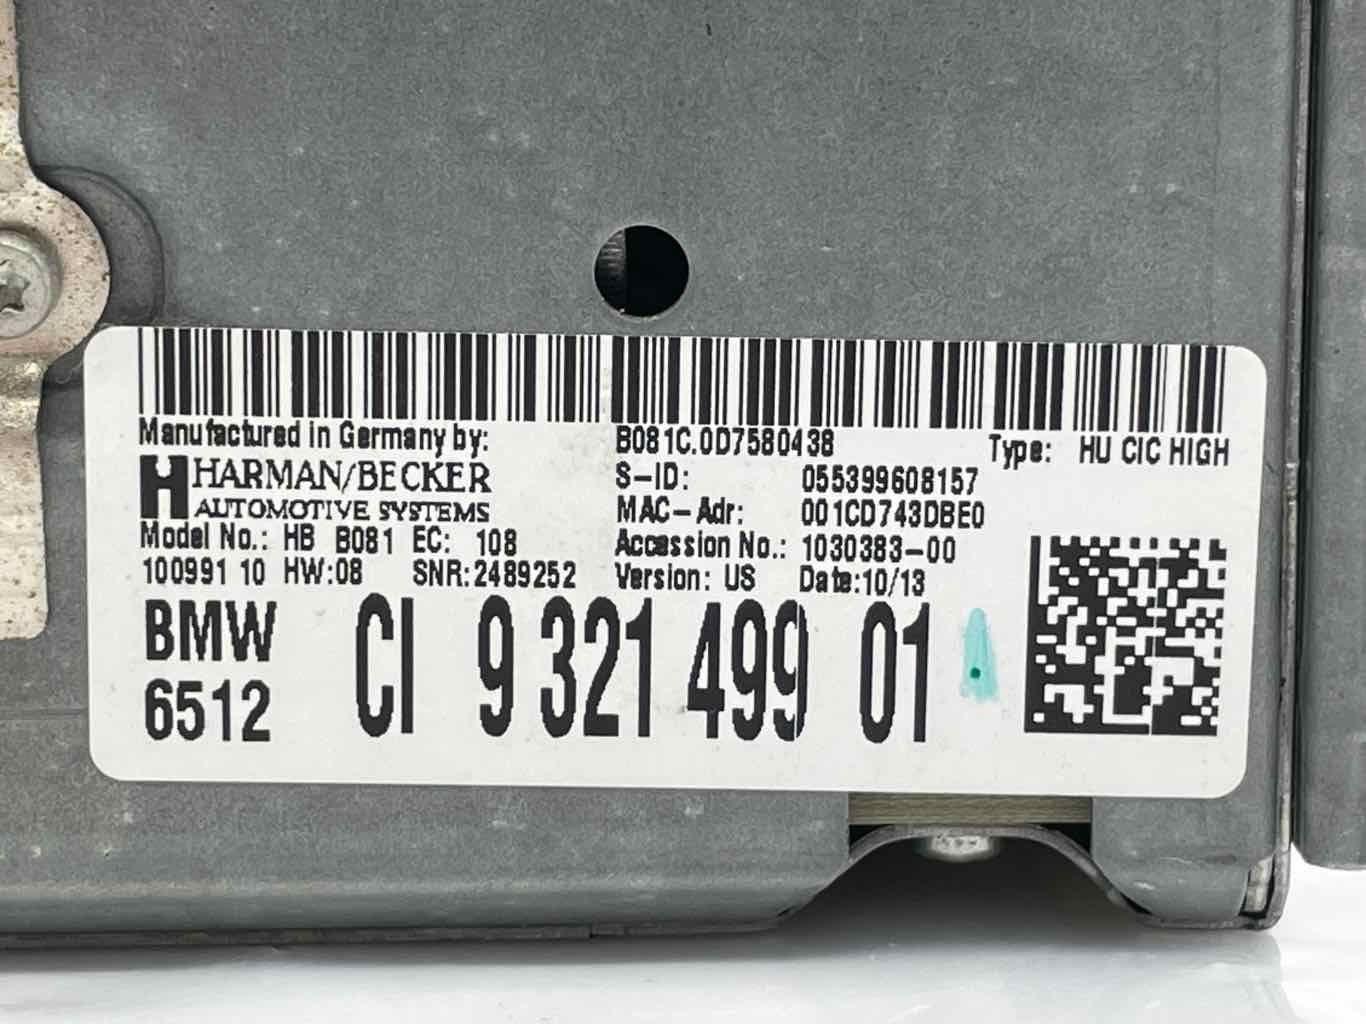 Manufactured in Germany by:
HARMAN/BECKER
AUTOMOTIVE SYSTEMS
Model No.: HB B081 EC: 108
100991 10 HW:08 SNR:2489252
B081C.0D7580438
Type: HU CIC HIGH
S-ID: 055399608157
MAC-Adr: 001CD743DBE0
Accession No.: 1030383-00
Version: US Date:10/13
BMW
6512
CI 9 321 499 01